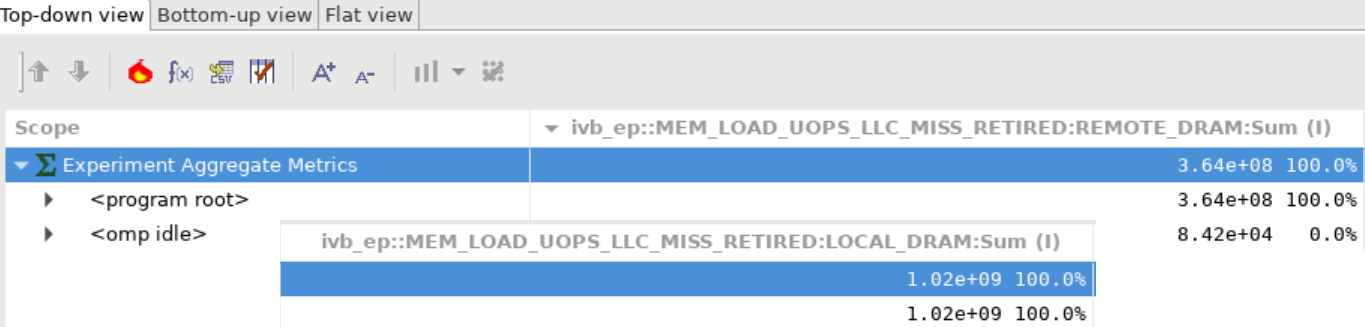 Top-down view Bottom-up view Flat view
f(x) CSV A+ A-
Scope ivb_ep::MEM_LOAD_UOPS_LLC_MISS_RETIRED:REMOTE_DRAM:Sum (I)
Σ Experiment Aggregate Metrics 3.64e+08 100.0%
<program root> 3.64e+08 100.0%
<omp idle> 8.42e+04 0.0%
ivb_ep::MEM_LOAD_UOPS_LLC_MISS_RETIRED:LOCAL_DRAM:Sum (I)
1.02e+09 100.0%
1.02e+09 100.0%